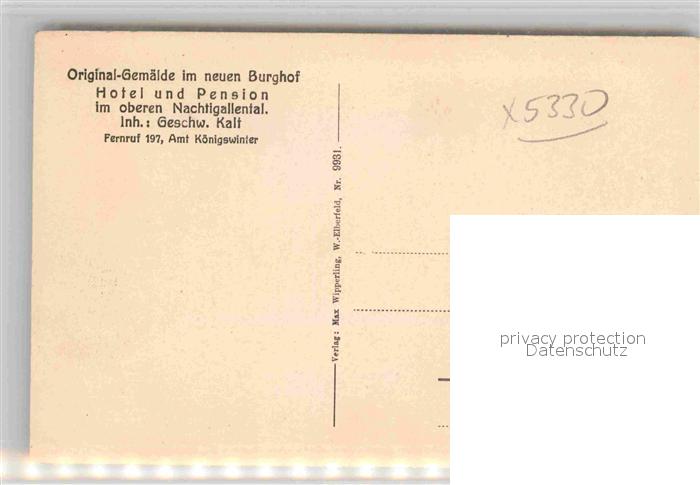 Original-Gemälde im neuen Burghof
Hotel und Pension
im oberen Nachtigallental.
Inh.: Geschw. Kalt
Fernruf 197, Amt Königswinter
Verlag: Max Wipperling, W.-Elberfeld, Nr. 9931.
x5330
privacy protection
Datenschutz